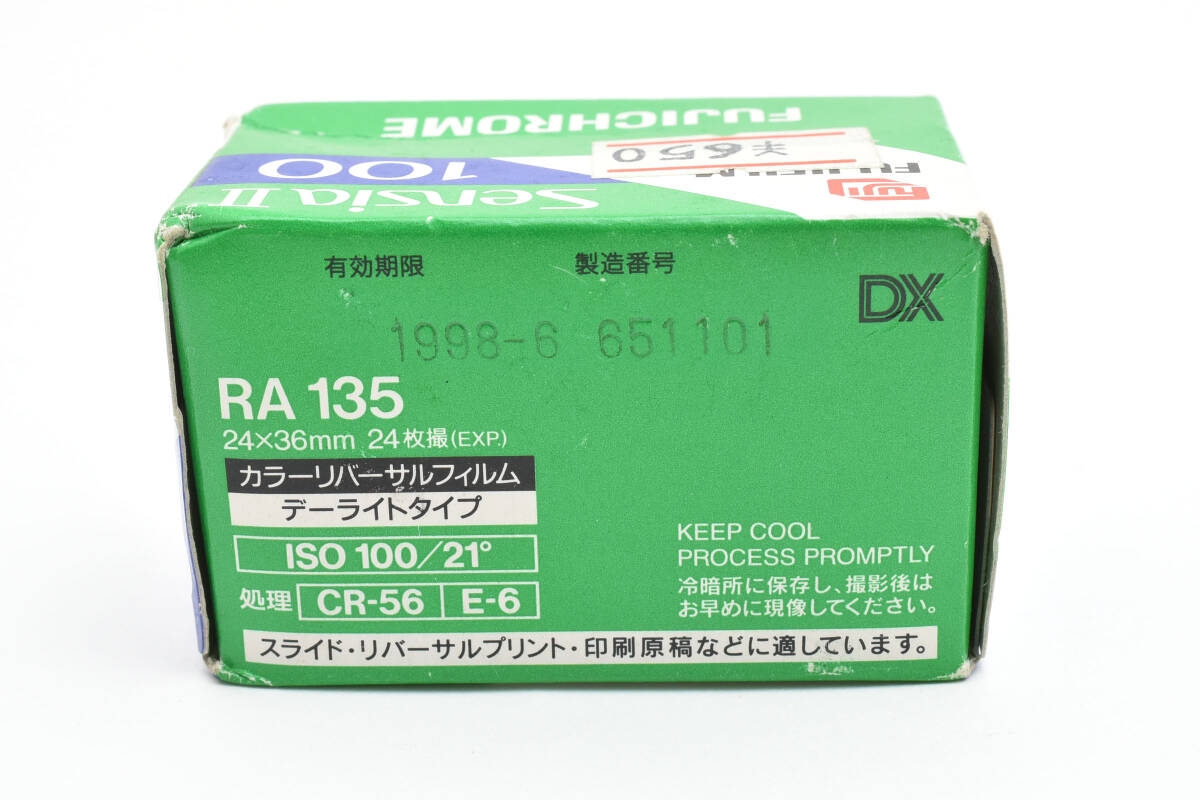 FUJICHROME
¥650
100
FUJIFILM
Sensia II
有効期限 製造番号
DX
1998-6 651101
RA 135
24×36mm 24枚撮(EXP.)
カラーリバーサルフィルム
デーライトタイプ
ISO 100/21°
KEEP COOL
PROCESS PROMPTLY
冷暗所に保存し、撮影後は
お早めに現像してください。
処理 CR-56 E-6
スライド・リバーサルプリント・印刷原稿などに適しています。